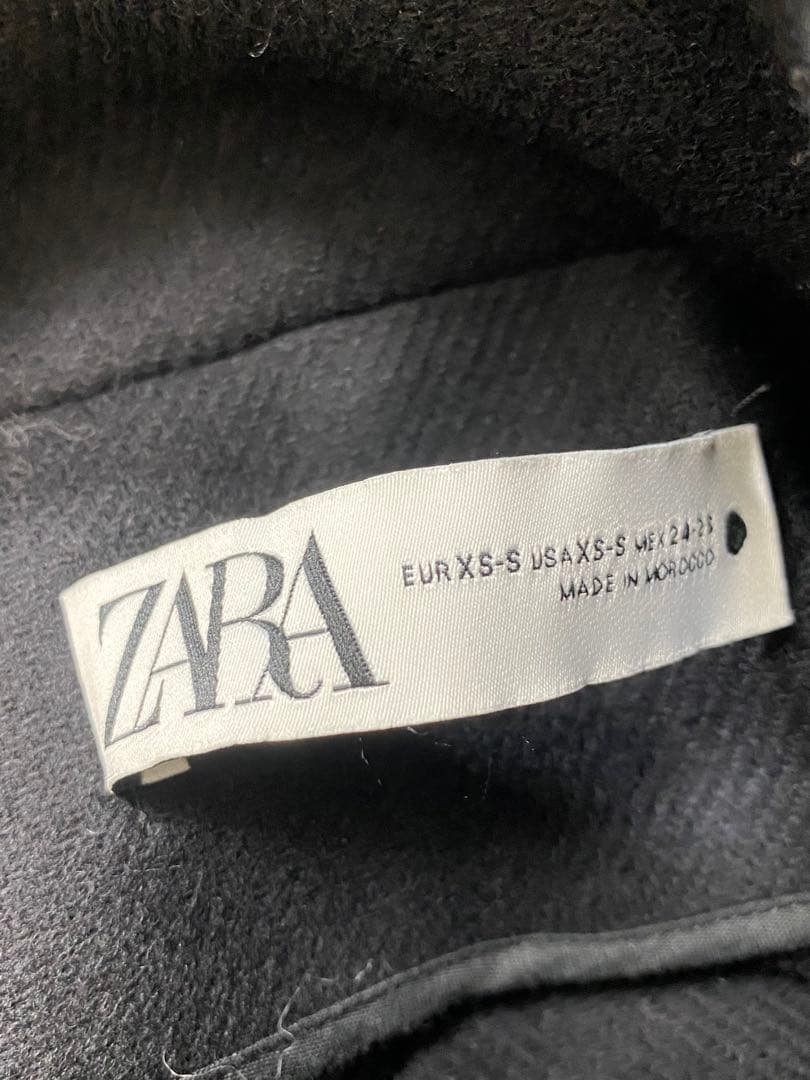 ZARA
EUR XS-S USA XS-S MEX 24-26
MADE IN MOROCCO